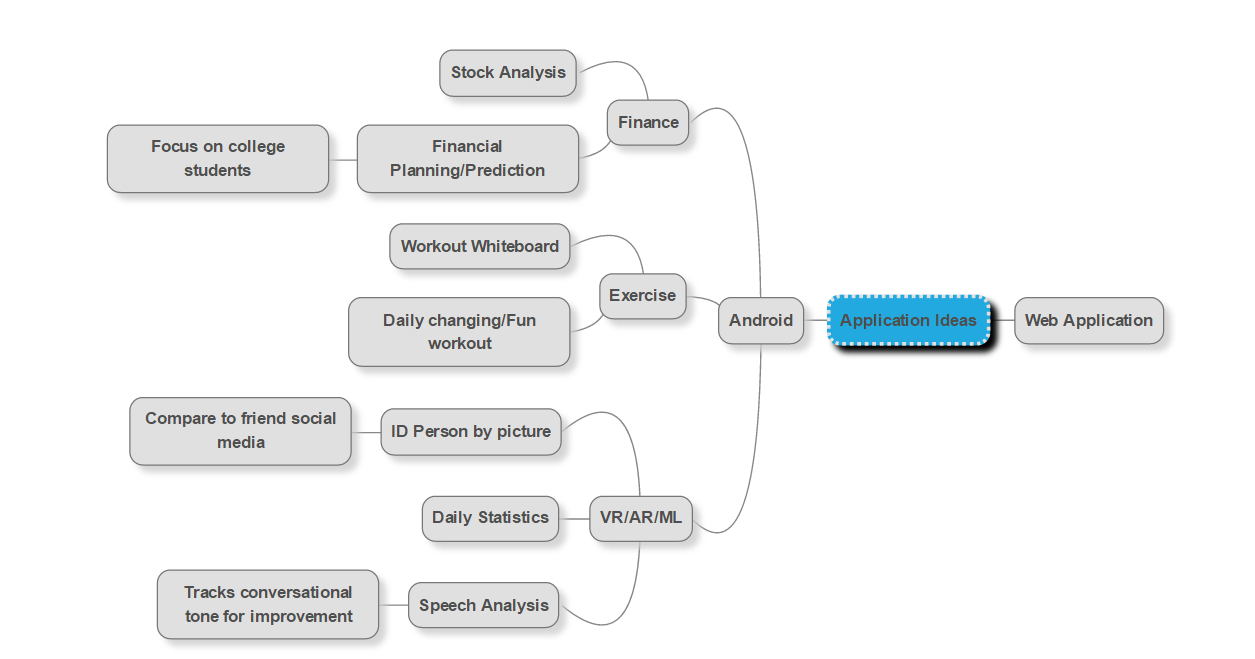 Stock Analysis
Finance
Focus on college
students
Financial
Planning/Prediction
Workout Whiteboard
Exercise
Daily changing/Fun
workout
Android
Application Ideas
Web Application
Compare to friend social
media
ID Person by picture
Daily Statistics
VR/AR/ML
Tracks conversational
tone for improvement
Speech Analysis